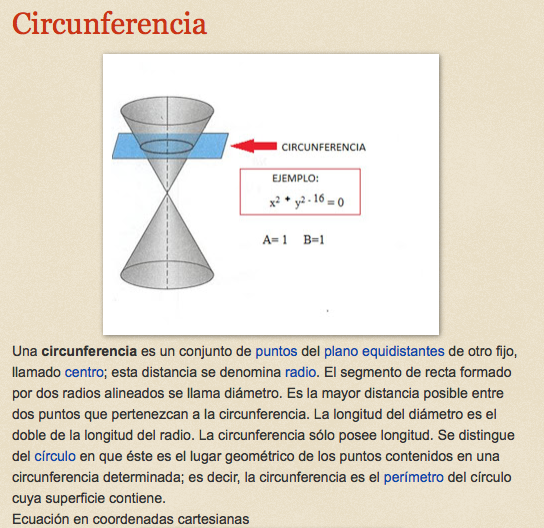 Circunferencia
CIRCUNFERENCIA
EJEMPLO:
x² + y² - 16 = 0
A= 1 B=1
Una circunferencia es un conjunto de puntos del plano equidistantes de otro fijo,
llamado centro; esta distancia se denomina radio. El segmento de recta formado
por dos radios alineados se llama diámetro. Es la mayor distancia posible entre
dos puntos que pertenezcan a la circunferencia. La longitud del diámetro es el
doble de la longitud del radio. La circunferencia sólo posee longitud. Se distingue
del círculo en que éste es el lugar geométrico de los puntos contenidos en una
circunferencia determinada; es decir, la circunferencia es el perímetro del círculo
cuya superficie contiene.
Ecuación en coordenadas cartesianas